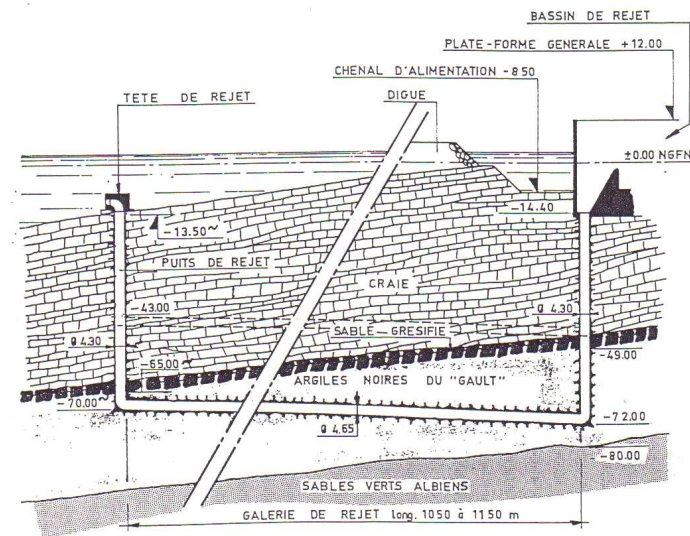 BASSIN DE REJET
PLATE-FORME GENERALE +12.00
CHENAL D'ALIMENTATION -8.50
TETE DE REJET
DIGUE
±0.00 NGFN
-14.40
-13.50~
PUITS DE REJET
CRAIE
-43.00
ø 4.30
SABLE - GRESIFIE
ø 4.30
-65.00~
-49.00
ARGILES NOIRES DU "GAULT"
-70.00~
-72.00
ø 4.65
-80.00
SABLES VERTS ALBIENS
GALERIE DE REJET long. 1050 à 1150 m